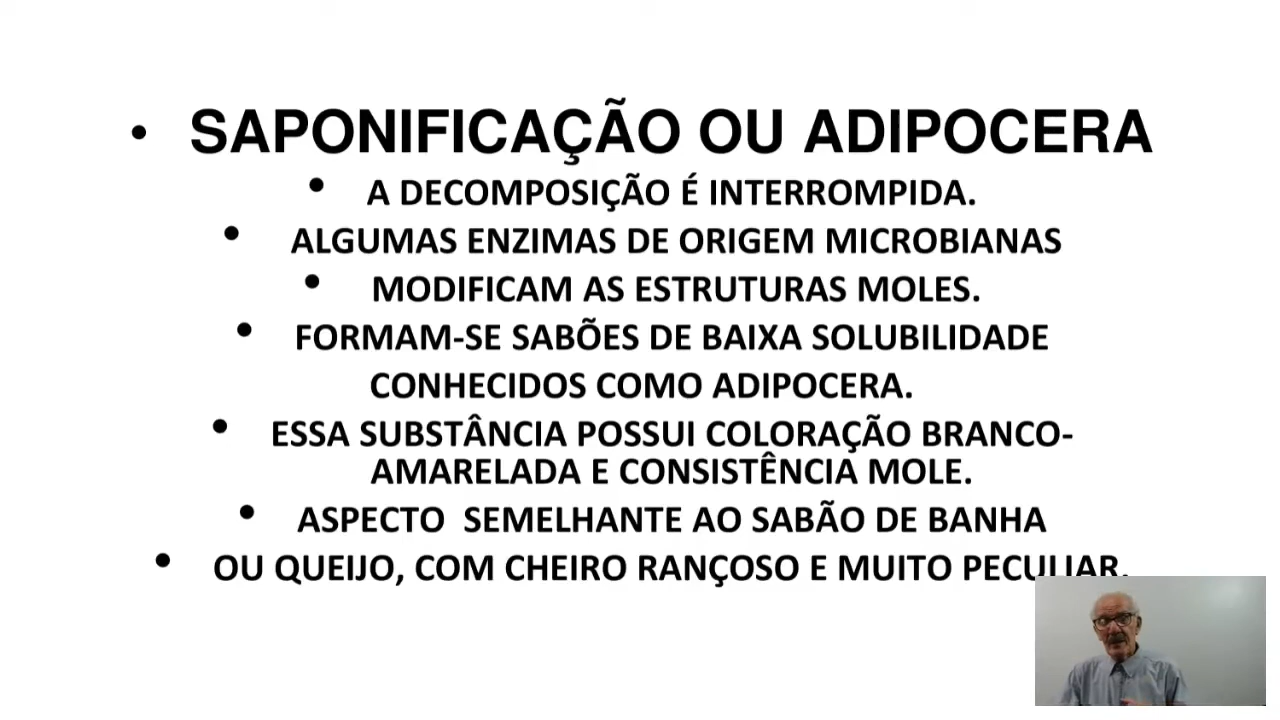 • SAPONIFICAÇÃO OU ADIPOCERA
• A DECOMPOSIÇÃO É INTERROMPIDA.
• ALGUMAS ENZIMAS DE ORIGEM MICROBIANAS
• MODIFICAM AS ESTRUTURAS MOLES.
• FORMAM-SE SABÕES DE BAIXA SOLUBILIDADE
CONHECIDOS COMO ADIPOCERA.
• ESSA SUBSTÂNCIA POSSUI COLORAÇÃO BRANCO-
AMARELADA E CONSISTÊNCIA MOLE.
• ASPECTO SEMELHANTE AO SABÃO DE BANHA
• OU QUEIJO, COM CHEIRO RANÇOSO E MUITO PECULIAR.